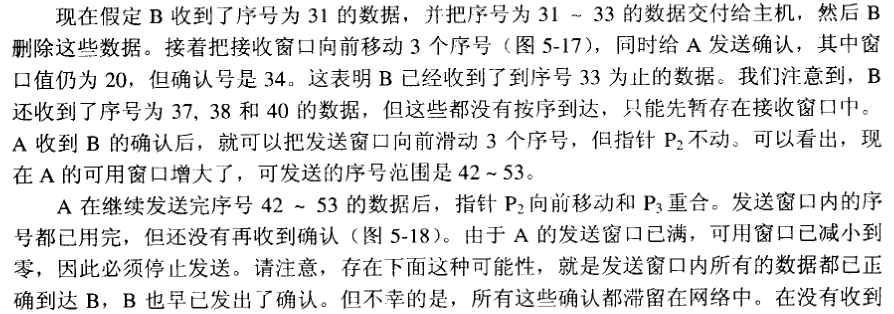 现在假定 B 收到了序号为 31 的数据，并把序号为 31 ~ 33 的数据交付给主机，然后 B
删除这些数据。接着把接收窗口向前移动 3 个序号（图 5-17），同时给 A 发送确认，其中窗
口值仍为 20，但确认号是 34。这表明 B 已经收到了到序号 33 为止的数据。我们注意到，B
还收到了序号为 37, 38 和 40 的数据，但这些都没有按序到达，只能先暂存在接收窗口中。
A 收到 B 的确认后，就可以把发送窗口向前滑动 3 个序号，但指针 P₂ 不动。可以看出，现
在 A 的可用窗口增大了，可发送的序号范围是 42 ~ 53。
A 在继续发送完序号 42 ~ 53 的数据后，指针 P₂ 向前移动和 P₃ 重合。发送窗口内的序
号都已用完，但还没有再收到确认（图 5-18）。由于 A 的发送窗口已满，可用窗口已减小到
零，因此必须停止发送。请注意，存在下面这种可能性，就是发送窗口内所有的数据都已正
确到达 B，B 也早已发出了确认。但不幸的是，所有这些确认都滞留在网络中。在没有收到